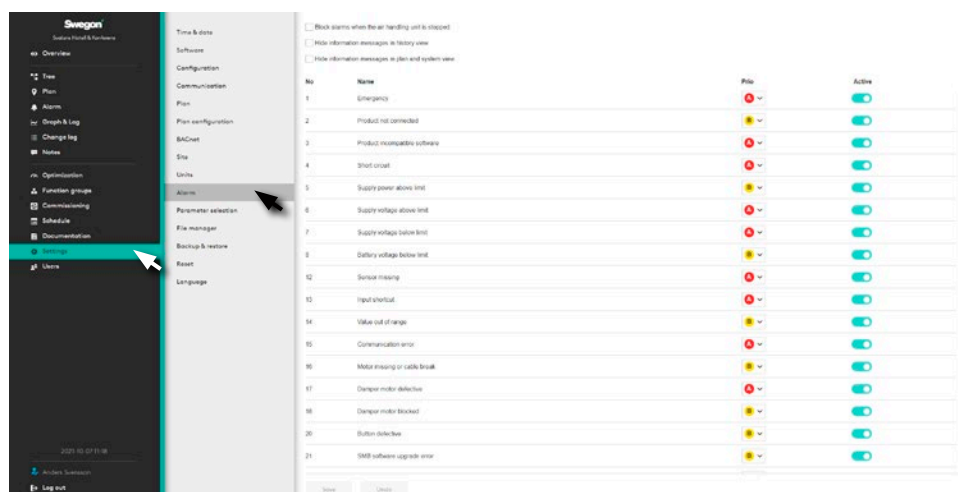 Swegon
Overview
Tree
Plan
Alarm
Graph & Log
Change log
Notes
Optimization
Function groups
Commissioning
Schedule
Documentation
Settings
Users
2021-10-07 11:18
Anders Svensson
Log out
Time & date
Software
Configuration
Communication
Plan
Plan configuration
BACnet
Site
Units
Alarm
Parameter selection
File manager
Backup & restore
Reset
Language
Block alarms when the air handling unit is stopped
Hide information messages in history view
Hide information messages in plan and system view
No Name Prio Active
1 Emergency A
2 Product not connected B
3 Product incompatible software A
4 Short circuit A
5 Supply power above limit B
6 Supply voltage above limit A
7 Supply voltage below limit A
8 Battery voltage below limit B
12 Sensor missing A
13 Input shortcut A
14 Value out of range B
15 Communication error A
16 Motor missing or cable break B
17 Damper motor defective A
18 Damper motor blocked B
20 Button defective B
21 SMB software upgrade error B
Save